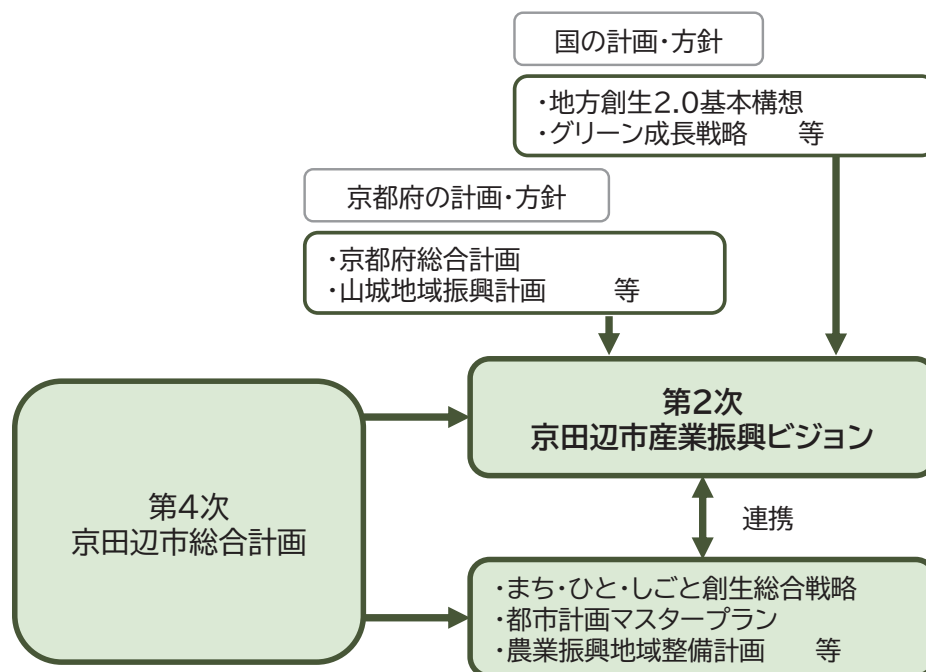 国の計画・方針
・地方創生2.0基本構想
・グリーン成長戦略　　等
京都府の計画・方針
・京都府総合計画
・山城地域振興計画　　　等
第2次
京田辺市産業振興ビジョン
第4次
京田辺市総合計画
連携
・まち・ひと・しごと創生総合戦略
・都市計画マスタープラン
・農業振興地域整備計画　　等